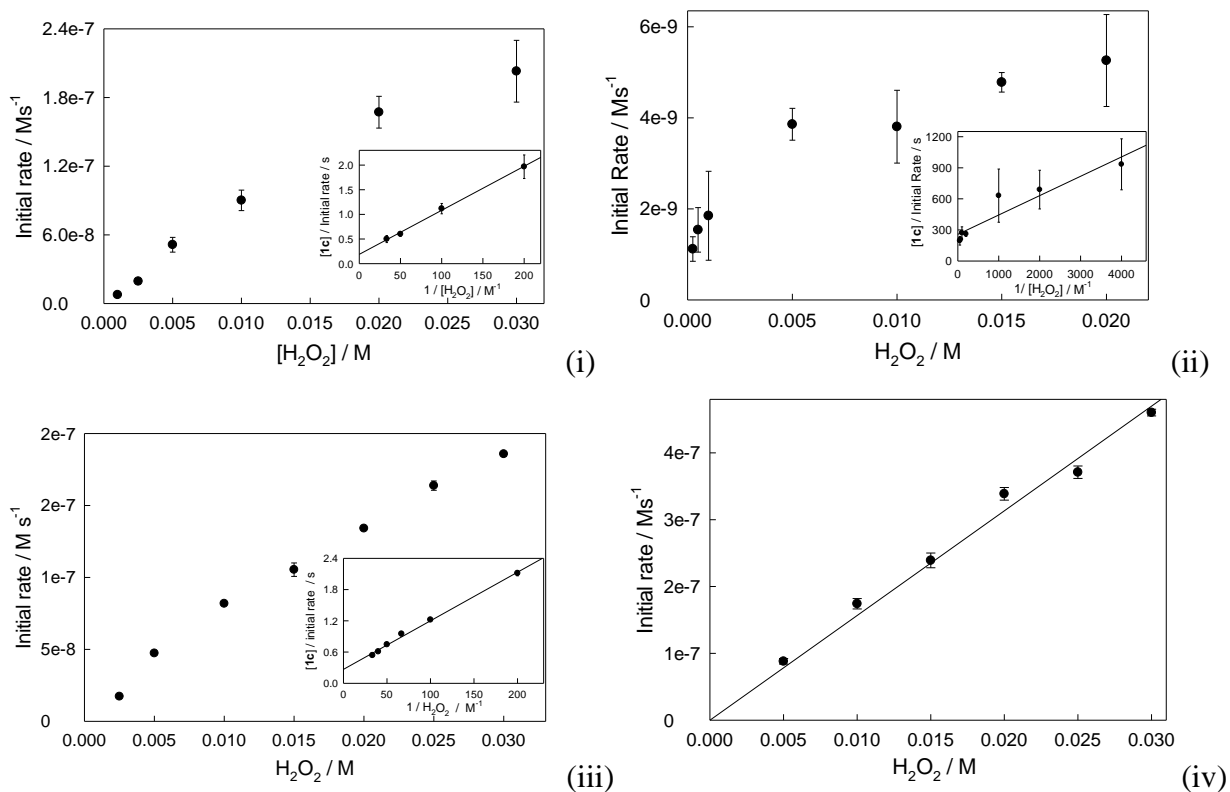 2.4e-7
1.8e-7
1.2e-7
6.0e-8
0.0
Initial rate / Ms⁻¹
0.000 0.005 0.010 0.020 0.030
[H₂O₂] / M
2.0
1.5
1.0
0.5
0.0
[1c] / Initial rate / s
0 50 100 150 200
1 / [H₂O₂] / M⁻¹
(i)
6e-9
4e-9
2e-9
0
Initial Rate / Ms⁻¹
0.000 0.005 0.010 0.015 0.020
H₂O₂ / M
1200
900
600
300
0
[1c] / Initial Rate / s
0 1000 2000 3000 4000
1/ [H₂O₂] / M⁻¹
(ii)
2e-7
2e-7
1e-7
5e-8
0
Initial rate / M s⁻¹
0.000 0.005 0.010 0.015 0.020 0.025 0.030
H₂O₂ / M
2.4
1.8
1.2
0.6
0.0
[1c] / initial rate / s
0 50 100 150 200
1 / H₂O₂ / M⁻¹
(iii)
4e-7
3e-7
2e-7
1e-7
0
Initial rate / Ms⁻¹
0.000 0.005 0.010 0.015 0.020 0.025 0.030
H₂O₂ / M
(iv)